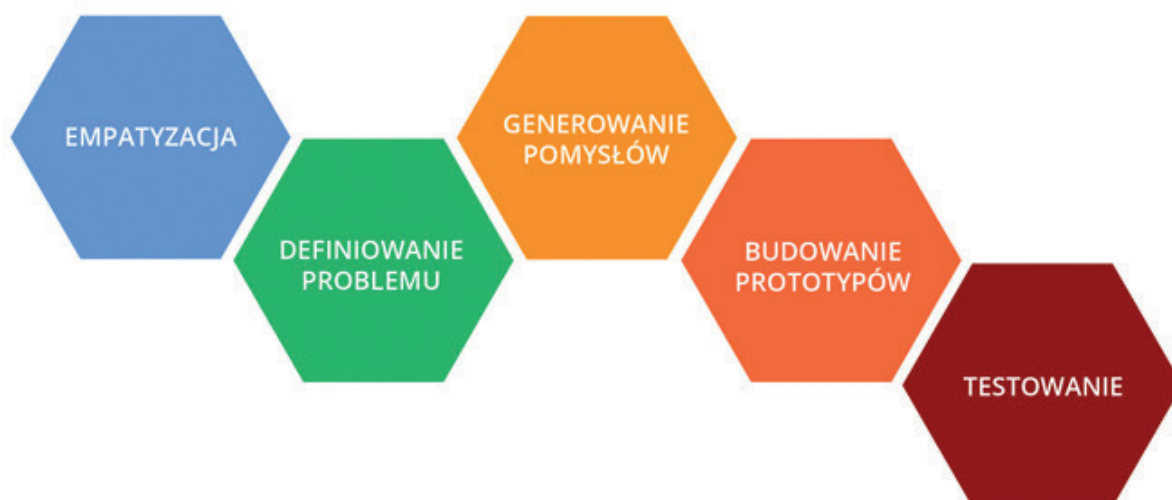 EMPATYZACJA
DEFINIOWANIE
PROBLEMU
GENEROWANIE
POMYSŁÓW
BUDOWANIE
PROTOTYPÓW
TESTOWANIE